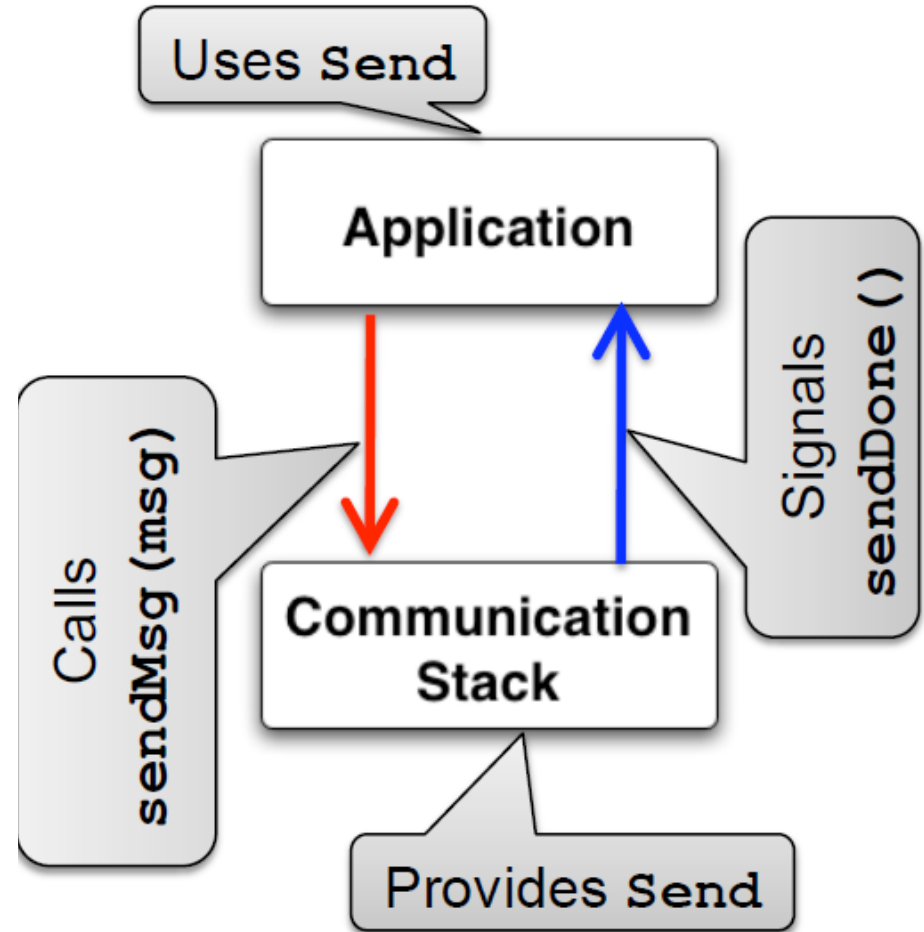 Uses Send
Application
Calls
sendMsg(msg)
Signals
sendDone()
Communication
Stack
Provides Send